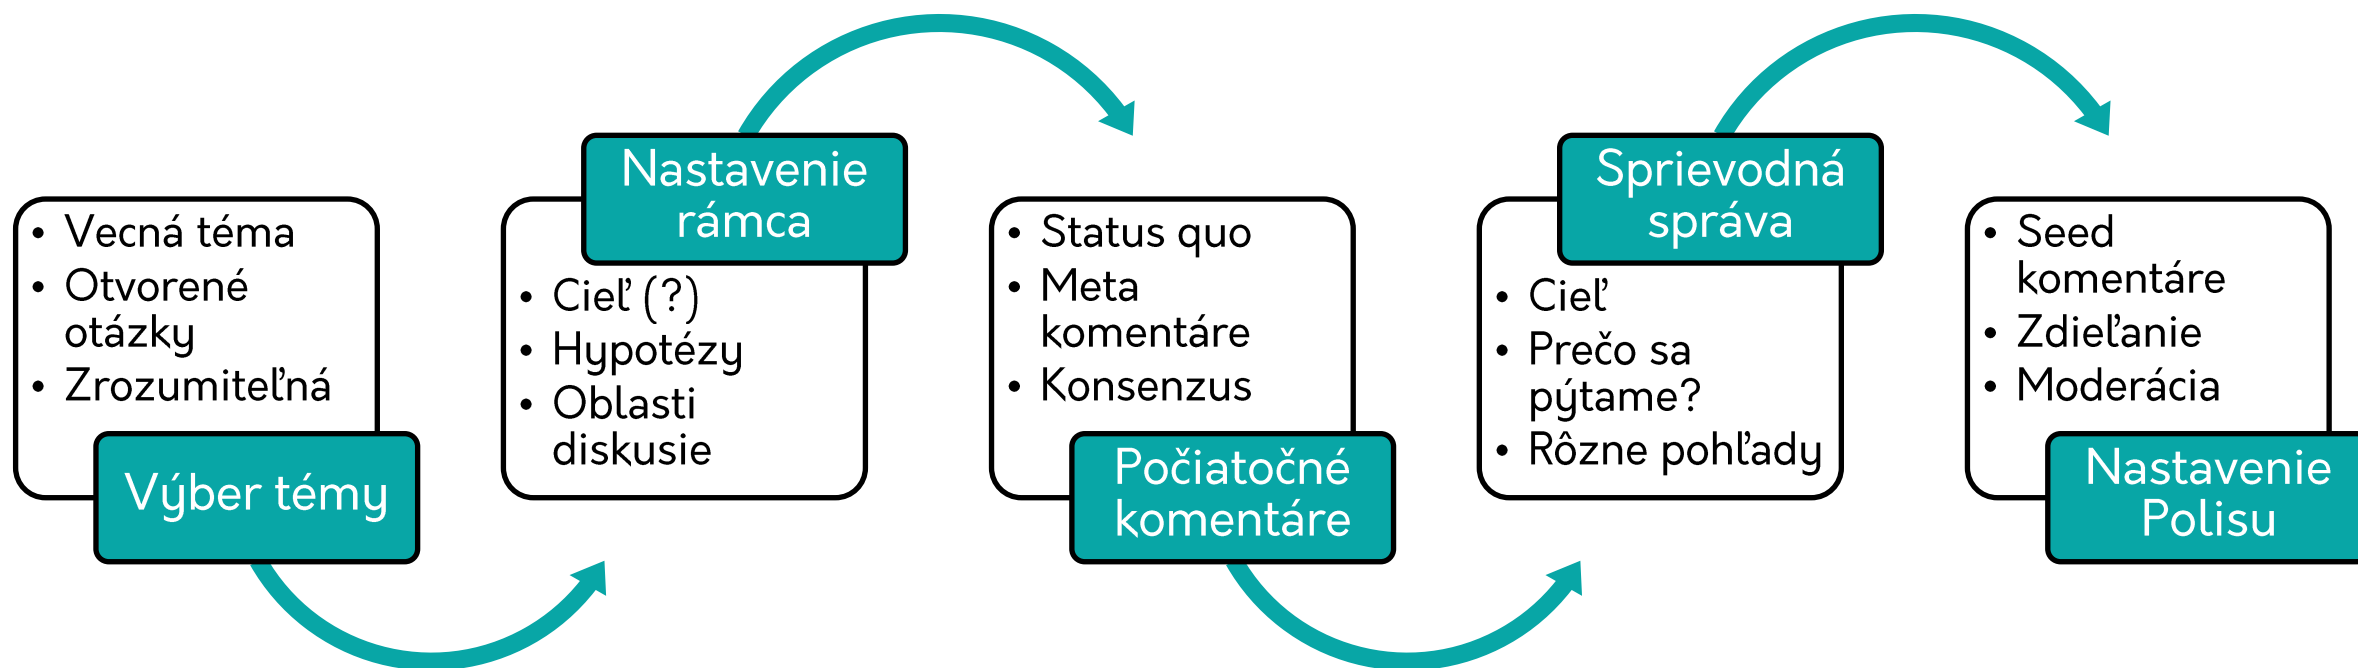 • Vecná téma
• Otvorené
otázky
• Zrozumiteľná
Výber témy
Nastavenie
rámca
• Cieľ (?)
• Hypotézy
• Oblasti
diskusie
• Status quo
• Meta
komentáre
• Konsenzus
Počiatočné
komentáre
Sprievodná
správa
• Cieľ
• Prečo sa
pýtame?
• Rôzne pohľady
• Seed
komentáre
• Zdieľanie
• Moderácia
Nastavenie
Polisu